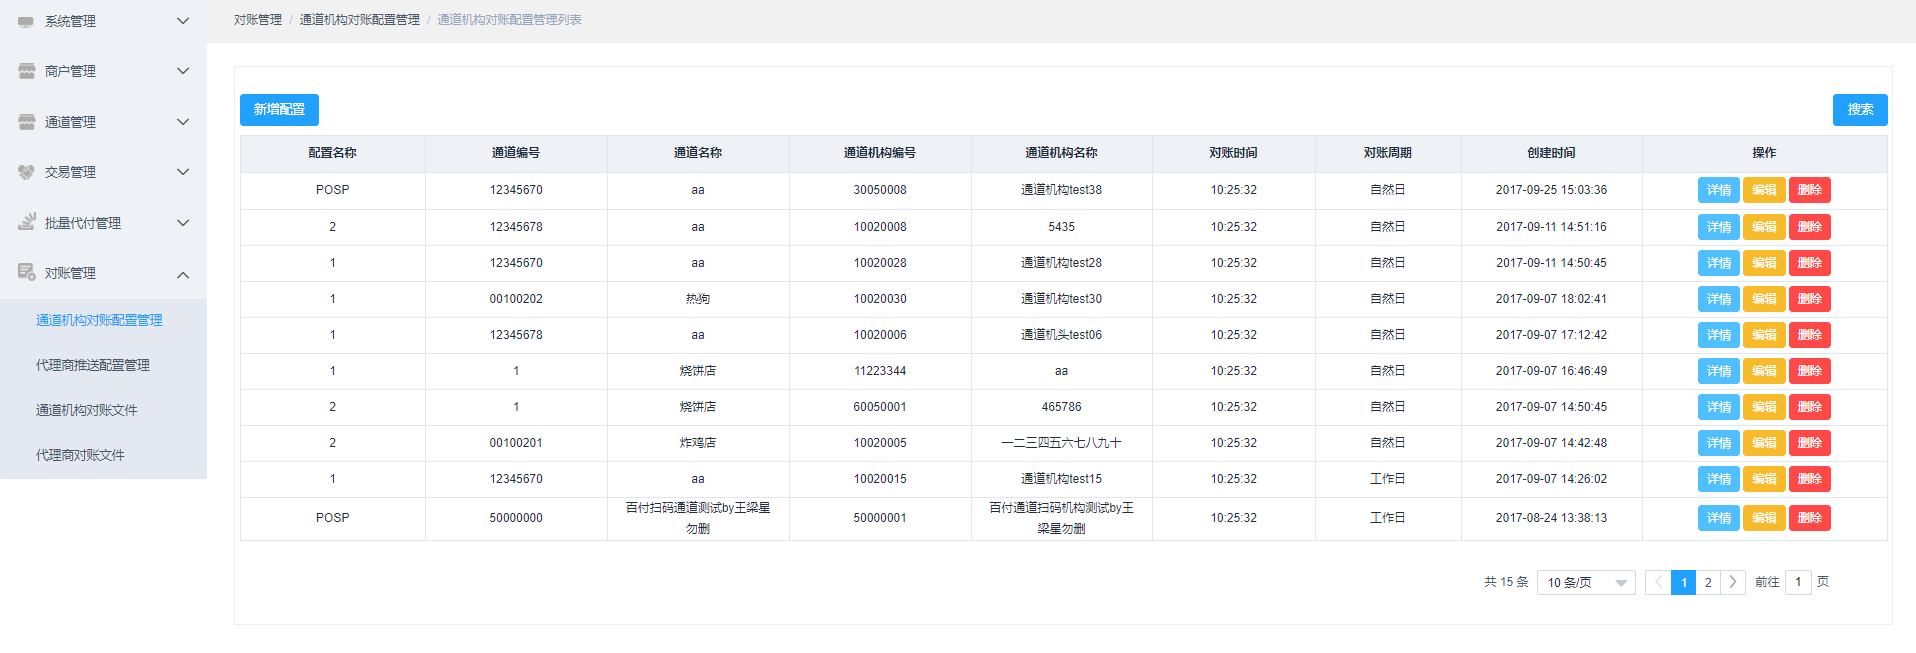 系统管理
商户管理
通道管理
交易管理
批量代付管理
对账管理
通道机构对账配置管理
代理商推送配置管理
通道机构对账文件
代理商对账文件
对账管理 / 通道机构对账配置管理 / 通道机构对账配置管理列表
新增配置 搜索
配置名称 通道编号 通道名称 通道机构编号 通道机构名称 对账时间 对账周期 创建时间 操作
POSP 12345670 aa 30050008 通道机构test38 10:25:32 自然日 2017-09-25 15:03:36 详情 编辑 删除
2 12345678 aa 10020008 5435 10:25:32 自然日 2017-09-11 14:51:16 详情 编辑 删除
1 12345670 aa 10020028 通道机构test28 10:25:32 自然日 2017-09-11 14:50:45 详情 编辑 删除
1 00100202 热狗 10020030 通道机构test30 10:25:32 自然日 2017-09-07 18:02:41 详情 编辑 删除
1 12345678 aa 10020006 通道机头test06 10:25:32 自然日 2017-09-07 17:12:42 详情 编辑 删除
1 1 烧饼店 11223344 aa 10:25:32 自然日 2017-09-07 16:46:49 详情 编辑 删除
2 1 烧饼店 60050001 465786 10:25:32 自然日 2017-09-07 14:50:45 详情 编辑 删除
2 00100201 炸鸡店 10020005 一二三四五六七八九十 10:25:32 自然日 2017-09-07 14:42:48 详情 编辑 删除
1 12345670 aa 10020015 通道机构test15 10:25:32 工作日 2017-09-07 14:26:02 详情 编辑 删除
POSP 50000000 百付扫码通道测试by王梁星 50000001 百付通道扫码机构测试by王 10:25:32 工作日 2017-08-24 13:38:13 详情 编辑 删除
勿删 梁星勿删
共 15 条 10 条/页 1 2 前往 1 页